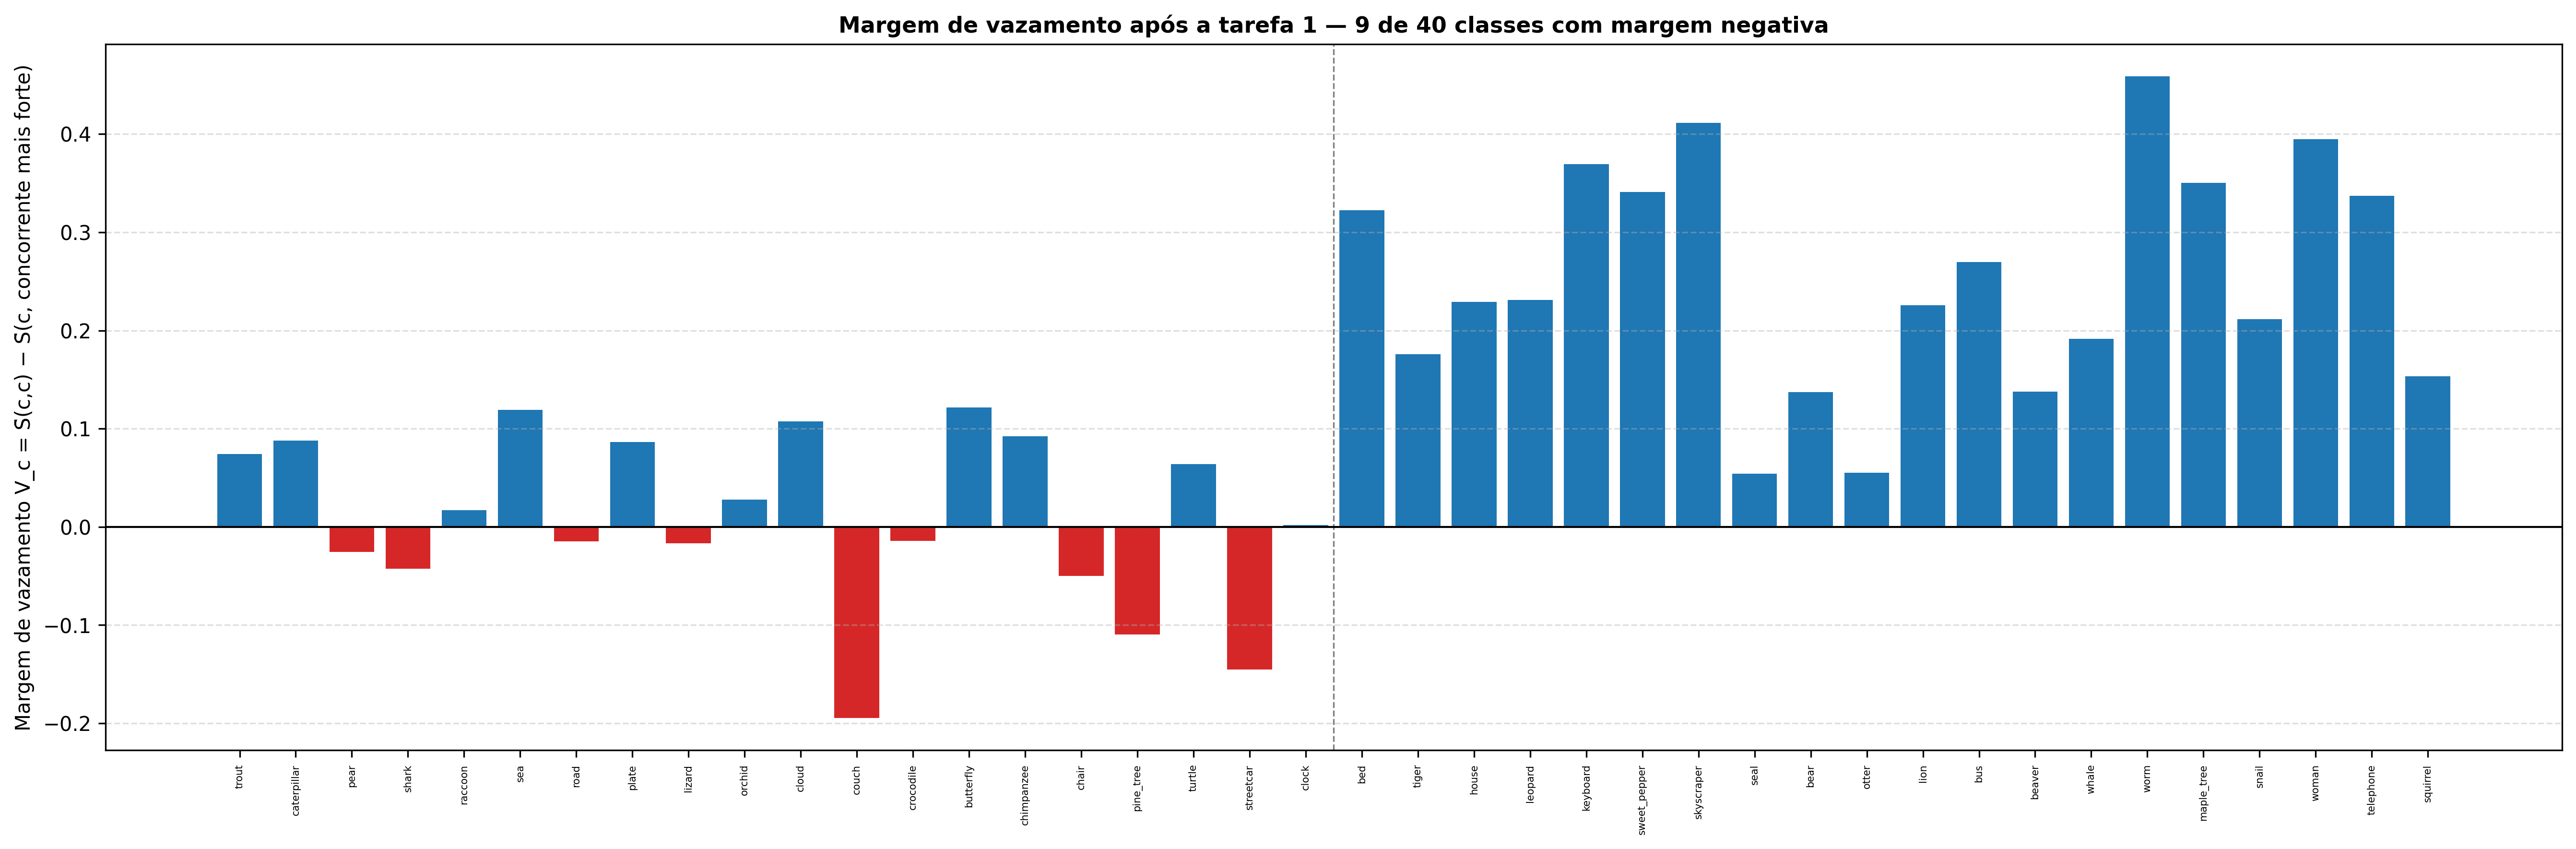 Margem de vazamento após a tarefa 1 — 9 de 40 classes com margem negativa
Margem de vazamento V_c = S(c,c) − S(c, concorrente mais forte)
0.4
0.3
0.2
0.1
0.0
−0.1
−0.2
trout
caterpillar
pear
shark
raccoon
sea
road
plate
lizard
orchid
cloud
couch
crocodile
butterfly
chimpanzee
chair
pine_tree
turtle
streetcar
clock
bed
tiger
house
leopard
keyboard
sweet_pepper
skyscraper
seal
bear
otter
lion
bus
beaver
whale
worm
maple_tree
snail
woman
telephone
squirrel